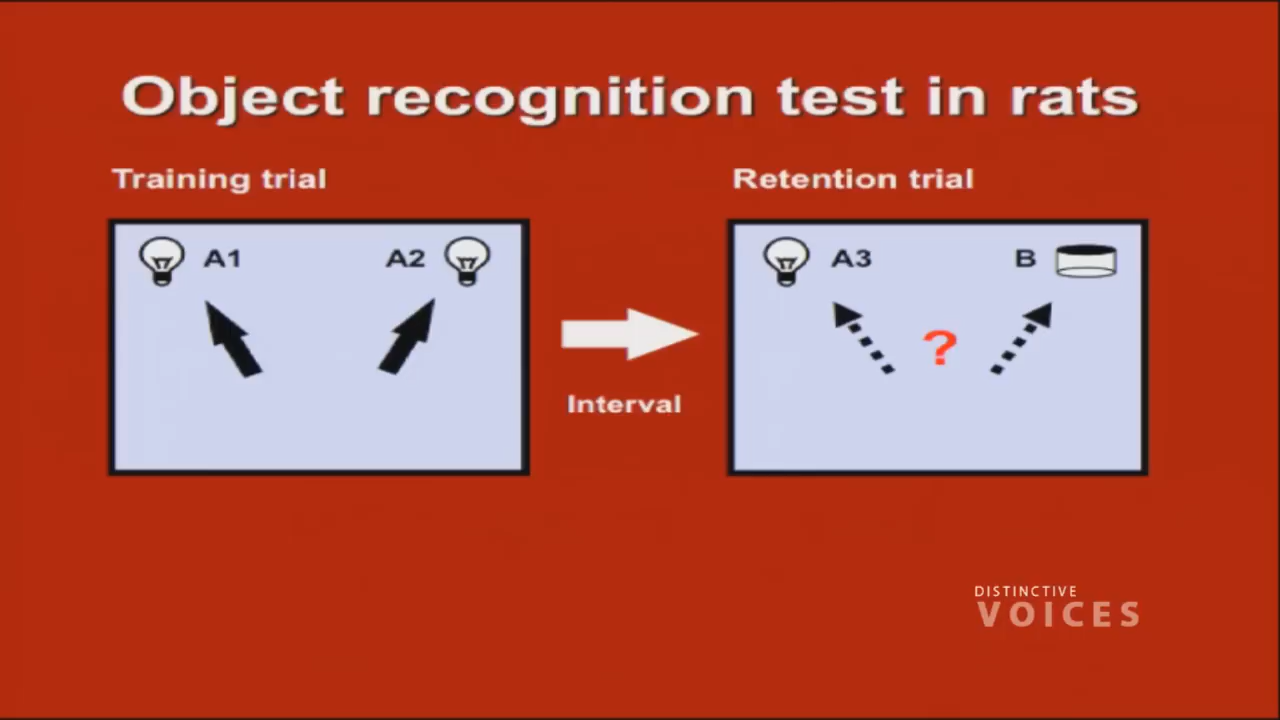 Object recognition test in rats
Training trial
Retention trial
A1
A2
A3
B
?
Interval
DISTINCTIVE
VOICES